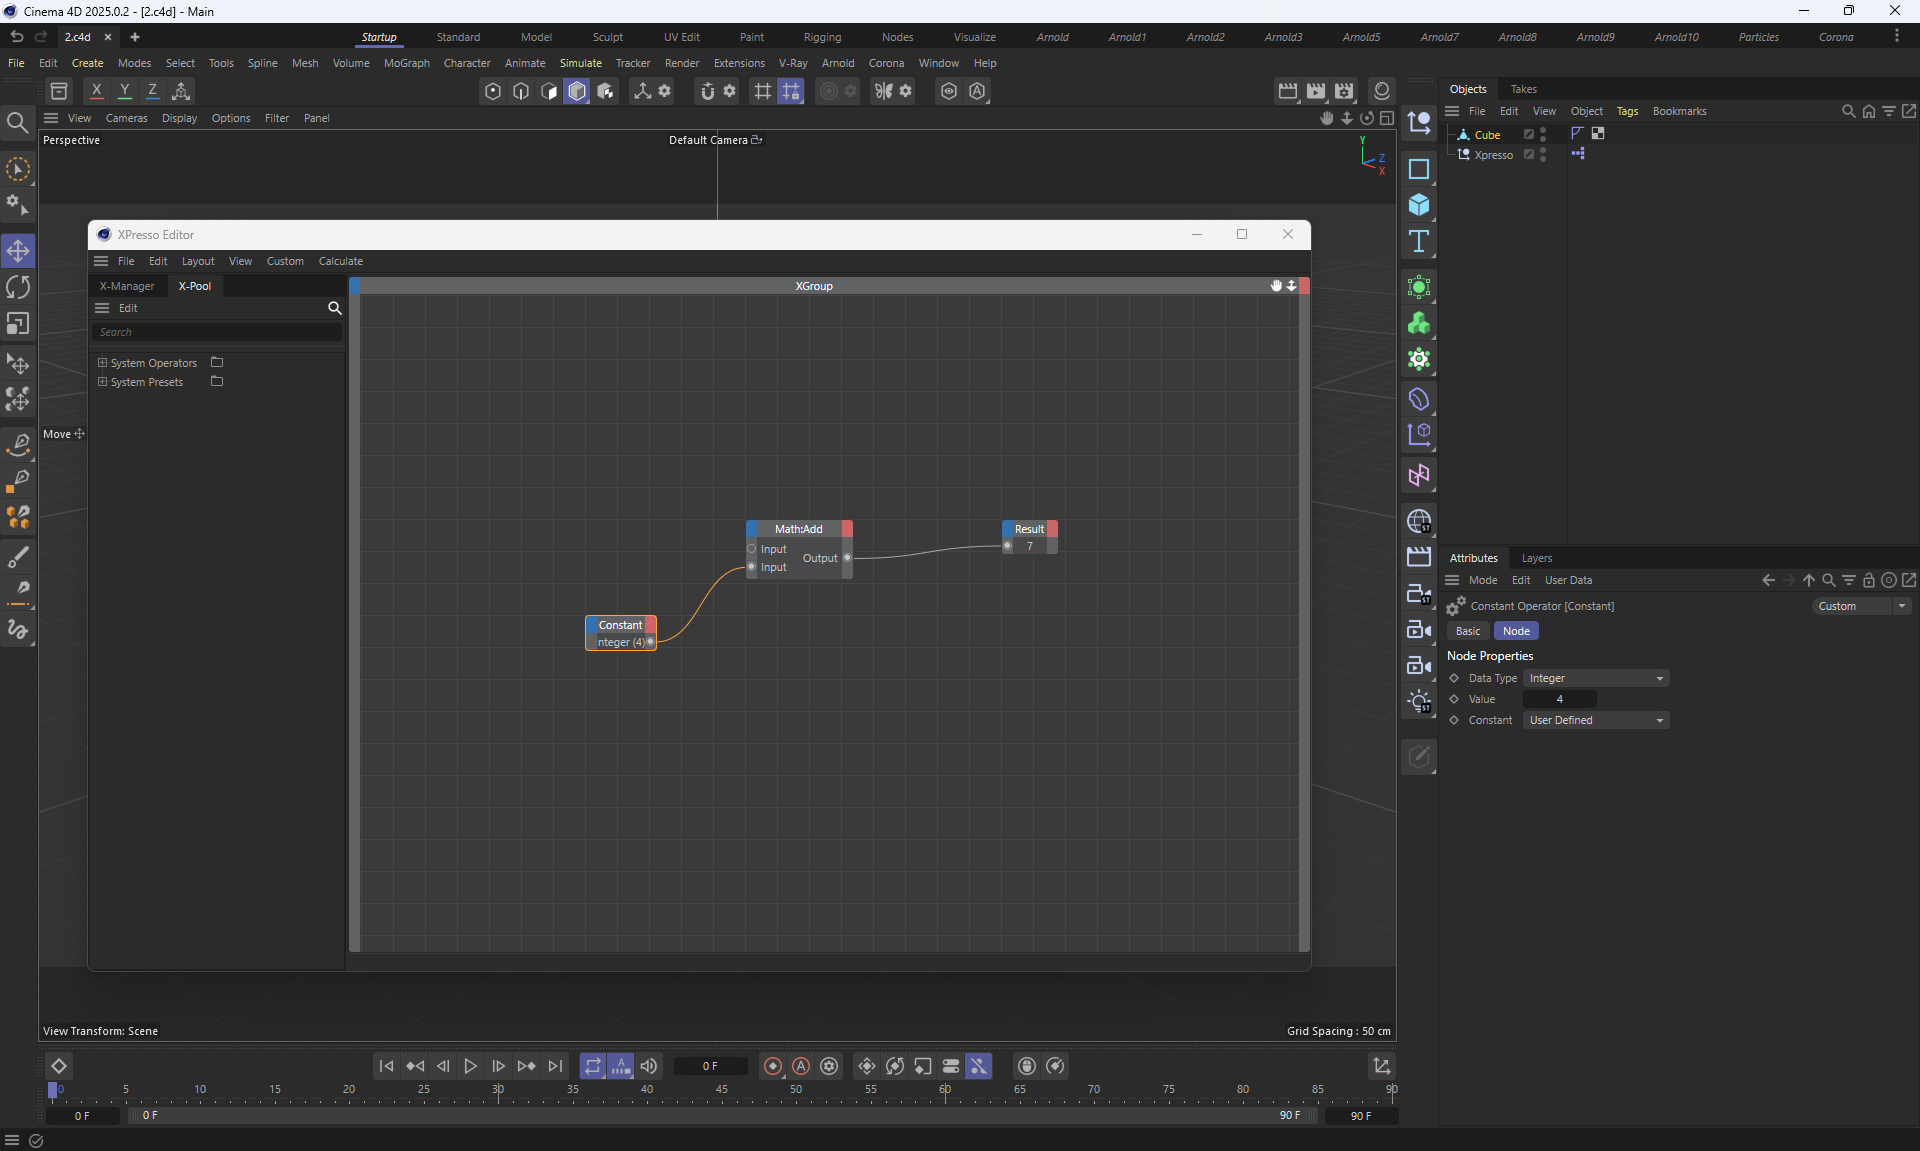 Cinema 4D 2025.0.2 - [2.c4d] - Main
2.c4d
Startup Standard Model Sculpt UV Edit Paint Rigging Nodes Visualize Arnold Arnold1 Arnold2 Arnold3 Arnold5 Arnold7 Arnold8 Arnold9 Arnold10 Particles Corona
File Edit Create Modes Select Tools Spline Mesh Volume MoGraph Character Animate Simulate Tracker Render Extensions V-Ray Arnold Corona Window Help
X Y Z
View Cameras Display Options Filter Panel
Perspective
Default Camera
Y
Z
X
Move
XPresso Editor
File Edit Layout View Custom Calculate
X-Manager X-Pool
Edit
Search
System Operators
System Presets
XGroup
Math:Add
Input
Output
Input
Result
7
Constant
nteger (4)
View Transform: Scene
Grid Spacing : 50 cm
0 F
0 5 10 15 20 25 30 35 40 45 50 55 60 65 70 75 80 85 90
0 F
0 F
90 F
90 F
Objects Takes
File Edit View Object Tags Bookmarks
Cube
Xpresso
Attributes Layers
Mode Edit User Data
Constant Operator [Constant]
Custom
Basic Node
Node Properties
Data Type Integer
Value 4
Constant User Defined
ST
ST
ST